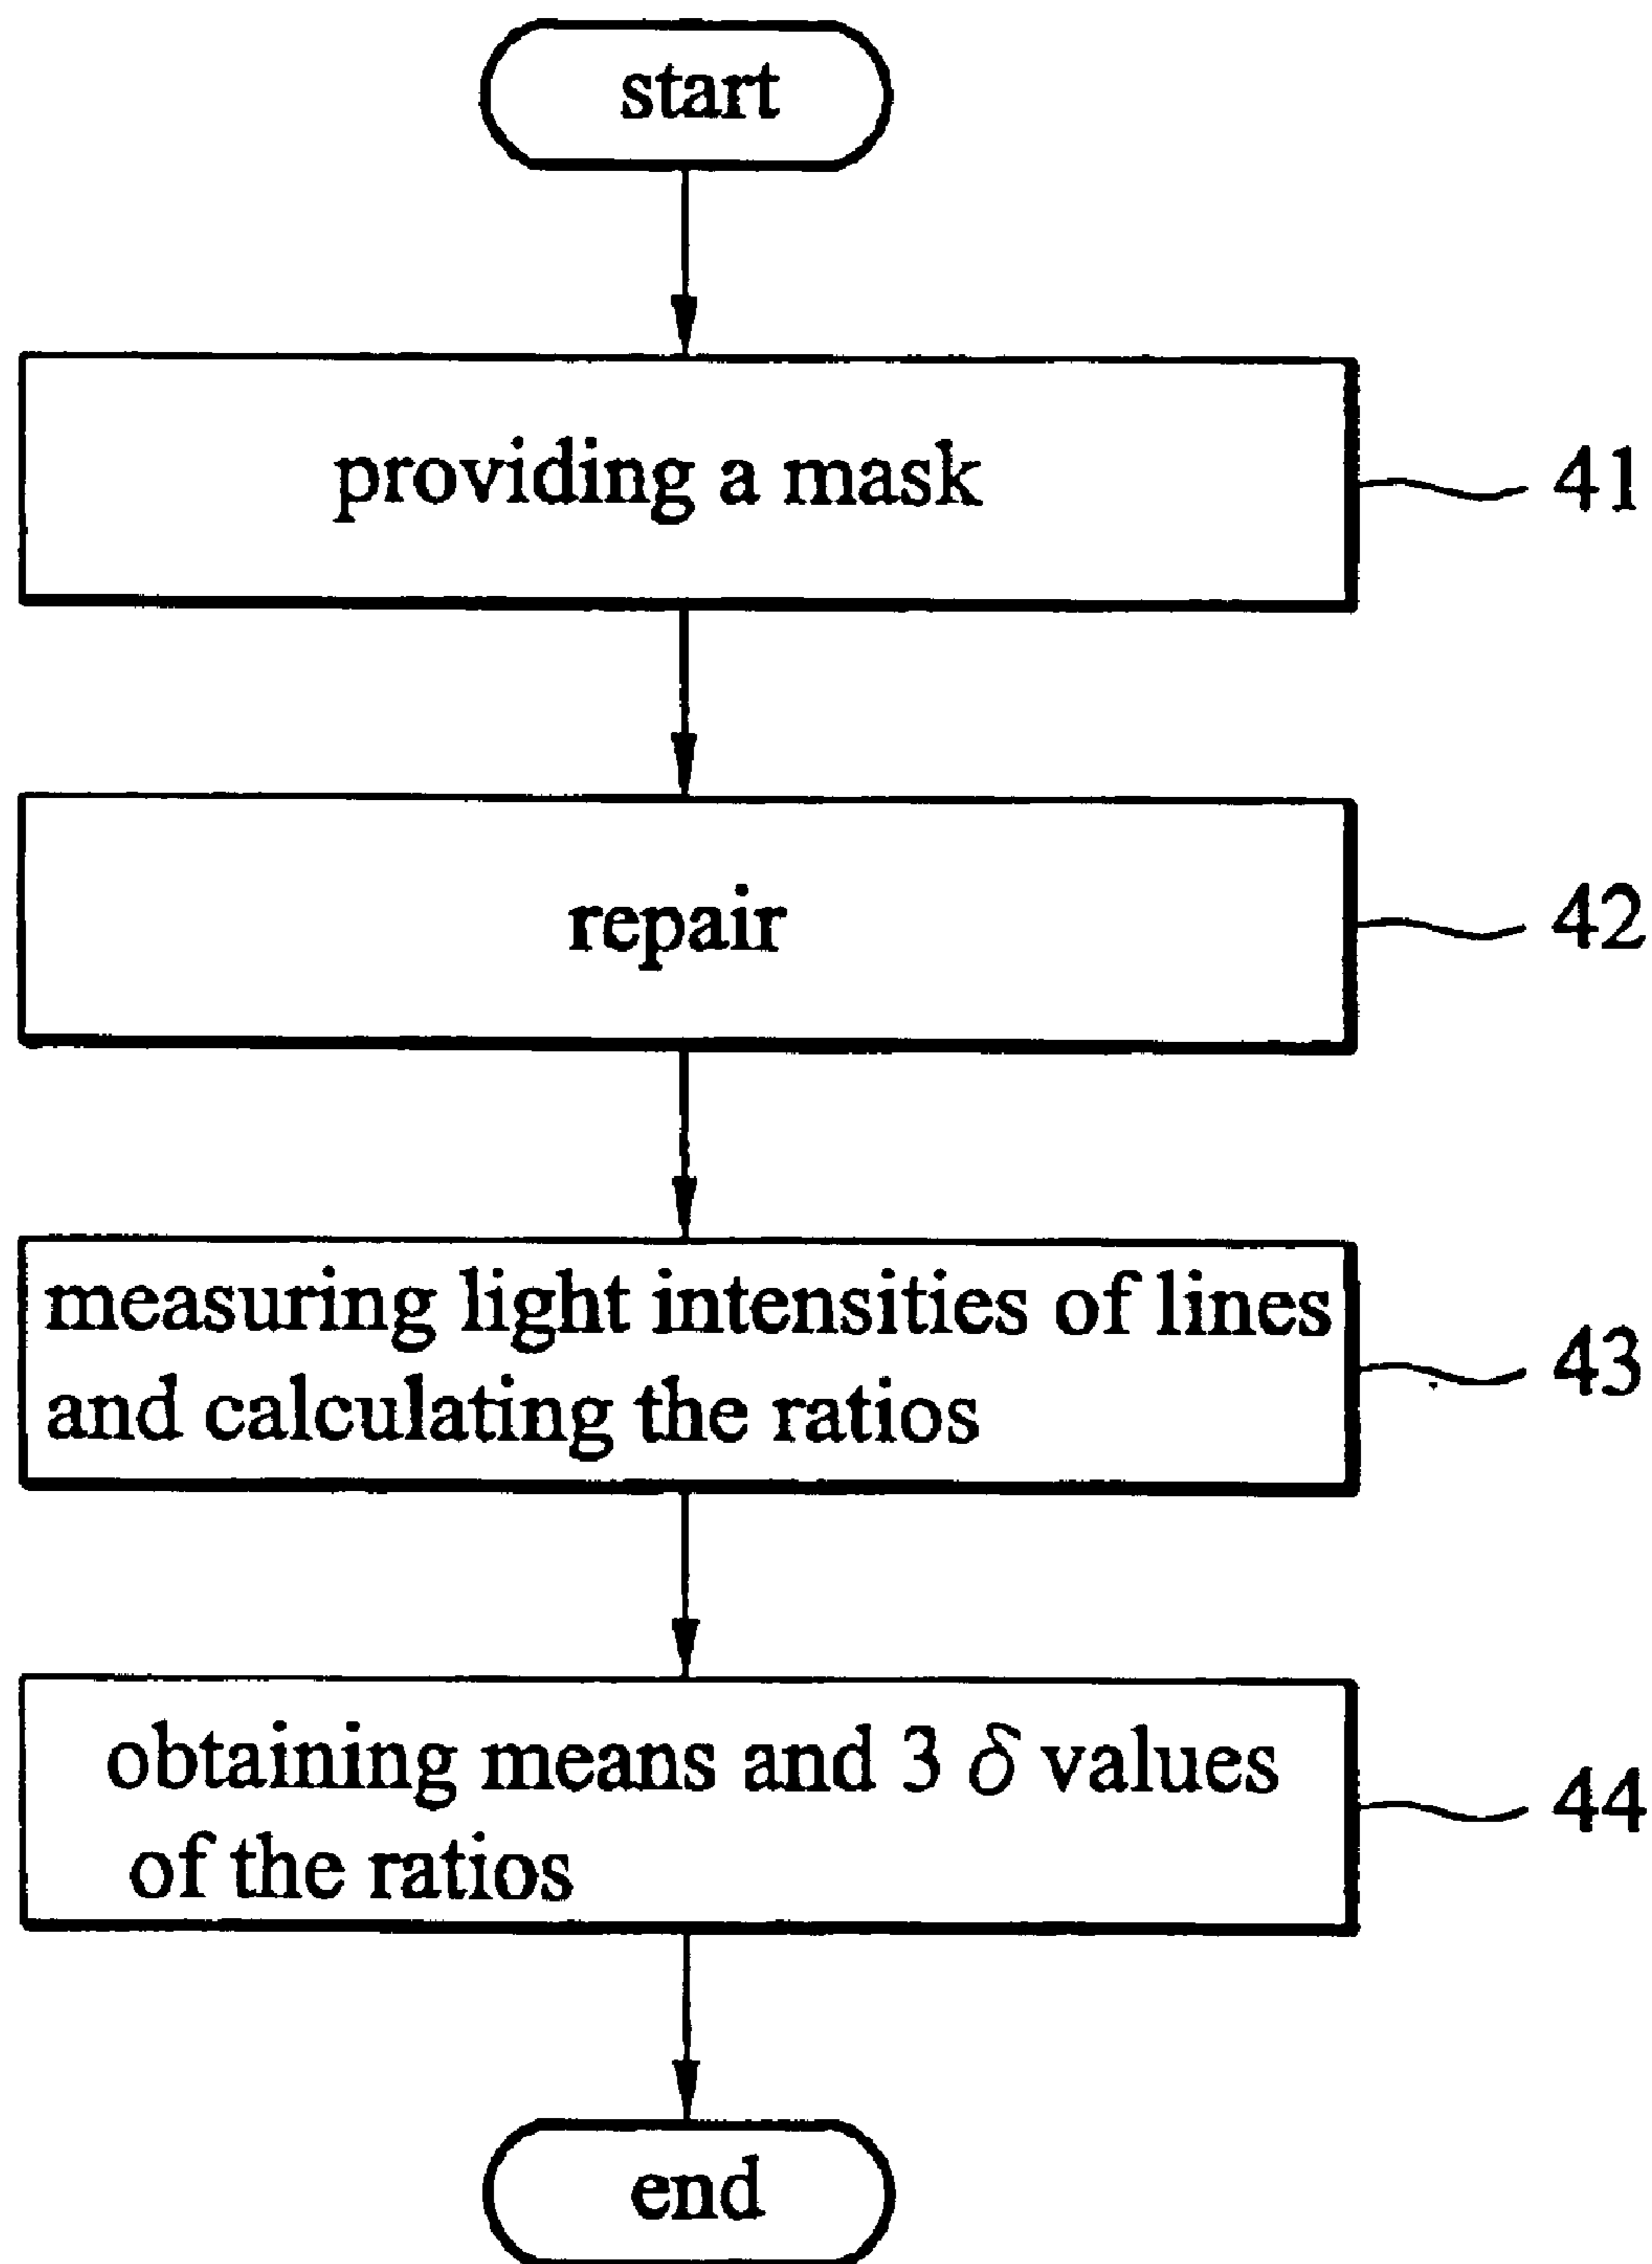 start
providing a mask
41
repair
42
measuring light intensities of lines
and calculating the ratios
43
obtaining means and 3 δ values
of the ratios
44
end